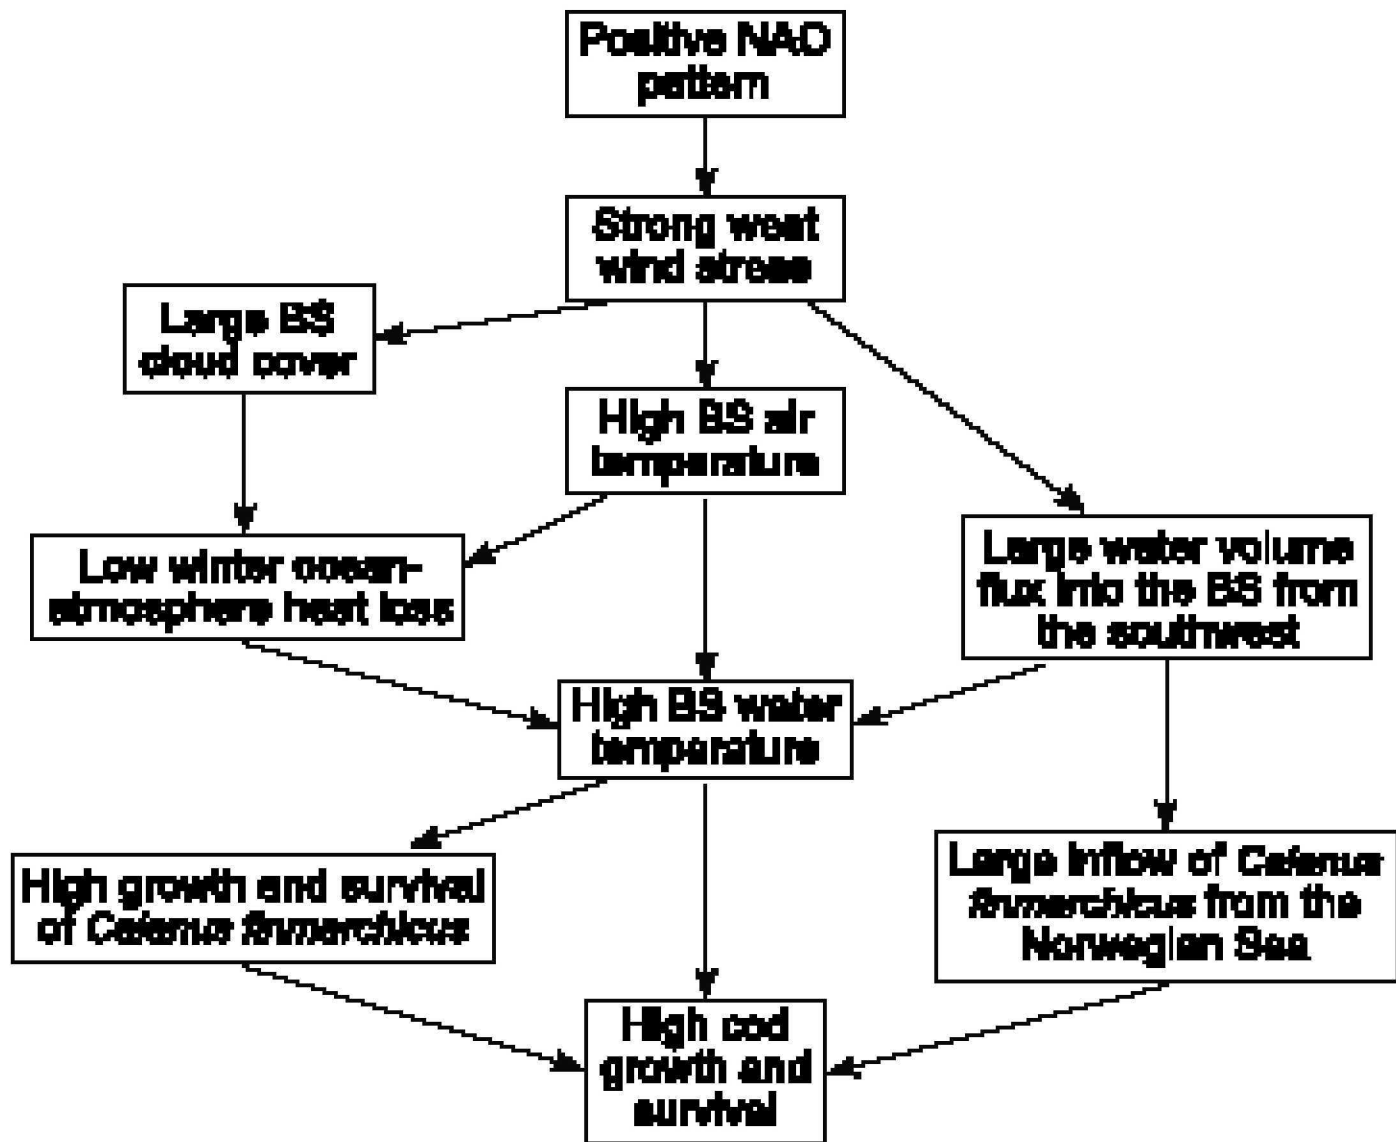 Positive NAO
pattern
Strong west
wind stress
Large BS
cloud cover
High BS air
temperature
Low winter ocean-
atmosphere heat loss
Large water volume
flux into the BS from
the southwest
High BS water
temperature
High growth and survival
of Calanus finmarchicus
Large inflow of Calanus
finmarchicus from the
Norwegian Sea
High cod
growth and
survival